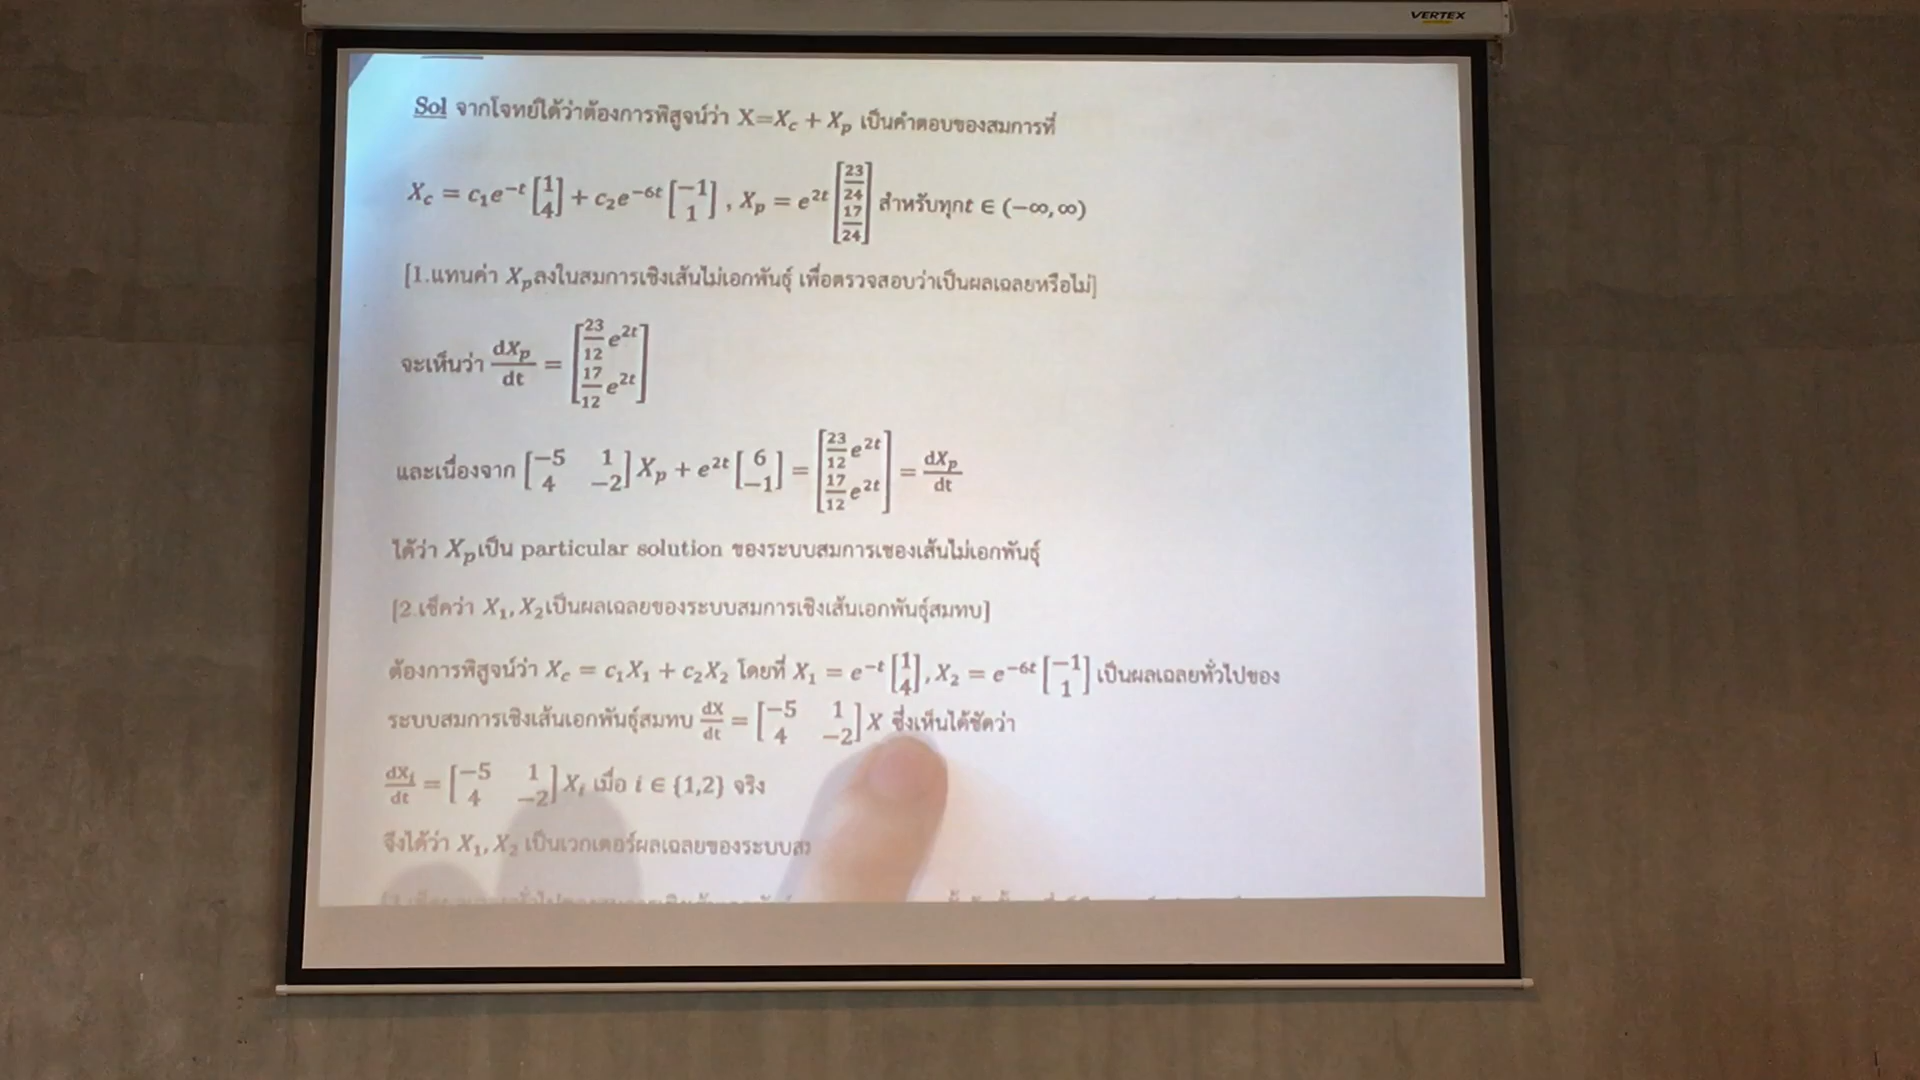 VERTEX
Sol จากโจทย์ได้ว่าต้องการพิสูจน์ว่า X=X_c + X_p เป็นคำตอบของสมการที่
X_c = c₁e^{-t} [1; 4] + c₂e^{-6t} [-1; 1] , X_p = e^{2t} [23/24; 17/24] สำหรับทุกt ∈ (−∞, ∞)
[1.แทนค่า X_pลงในสมการเชิงเส้นไม่เอกพันธุ์ เพื่อตรวจสอบว่าเป็นผลเฉลยหรือไม่]
จะเห็นว่า dX_p/dt = [23/12 e^{2t}; 17/12 e^{2t}]
และเนื่องจาก [-5 1; 4 -2] X_p + e^{2t} [6; -1] = [23/12 e^{2t}; 17/12 e^{2t}] = dX_p/dt
ได้ว่า X_pเป็น particular solution ของระบบสมการเชองเส้นไม่เอกพันธุ์
[2.เช็คว่า X₁, X₂เป็นผลเฉลยของระบบสมการเชิงเส้นเอกพันธุ์สมทบ]
ต้องการพิสูจน์ว่า X_c = c₁X₁ + c₂X₂ โดยที่ X₁ = e^{-t} [1; 4], X₂ = e^{-6t} [-1; 1] เป็นผลเฉลยทั่วไปของ
ระบบสมการเชิงเส้นเอกพันธุ์สมทบ dX/dt = [-5 1; 4 -2] X ซึ่งเห็นได้ชัดว่า
dX_i/dt = [-5 1; 4 -2] X_i เมื่อ i ∈ {1,2} จริง
จึงได้ว่า X₁, X₂ เป็นเวกเตอร์ผลเฉลยของระบบ